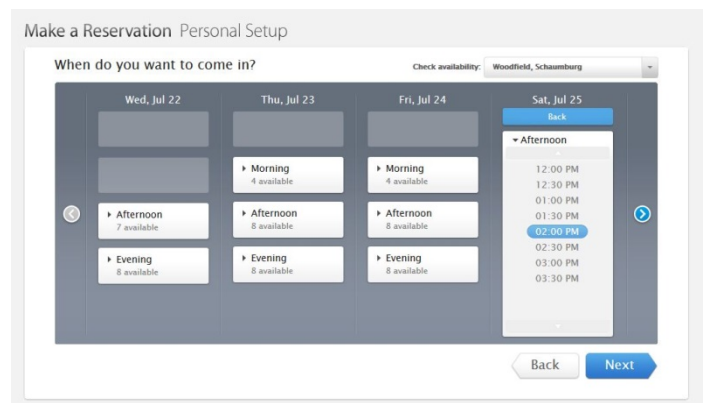 Make a Reservation Personal Setup
When do you want to come in?
Check availability: Woodfield, Schaumburg
Wed, Jul 22
Afternoon
7 available
Evening
8 available
Thu, Jul 23
Morning
4 available
Afternoon
8 available
Evening
8 available
Fri, Jul 24
Morning
4 available
Afternoon
8 available
Evening
8 available
Sat, Jul 25
Back
Afternoon
12:00 PM
12:30 PM
01:00 PM
01:30 PM
02:00 PM
02:30 PM
03:00 PM
03:30 PM
Back
Next